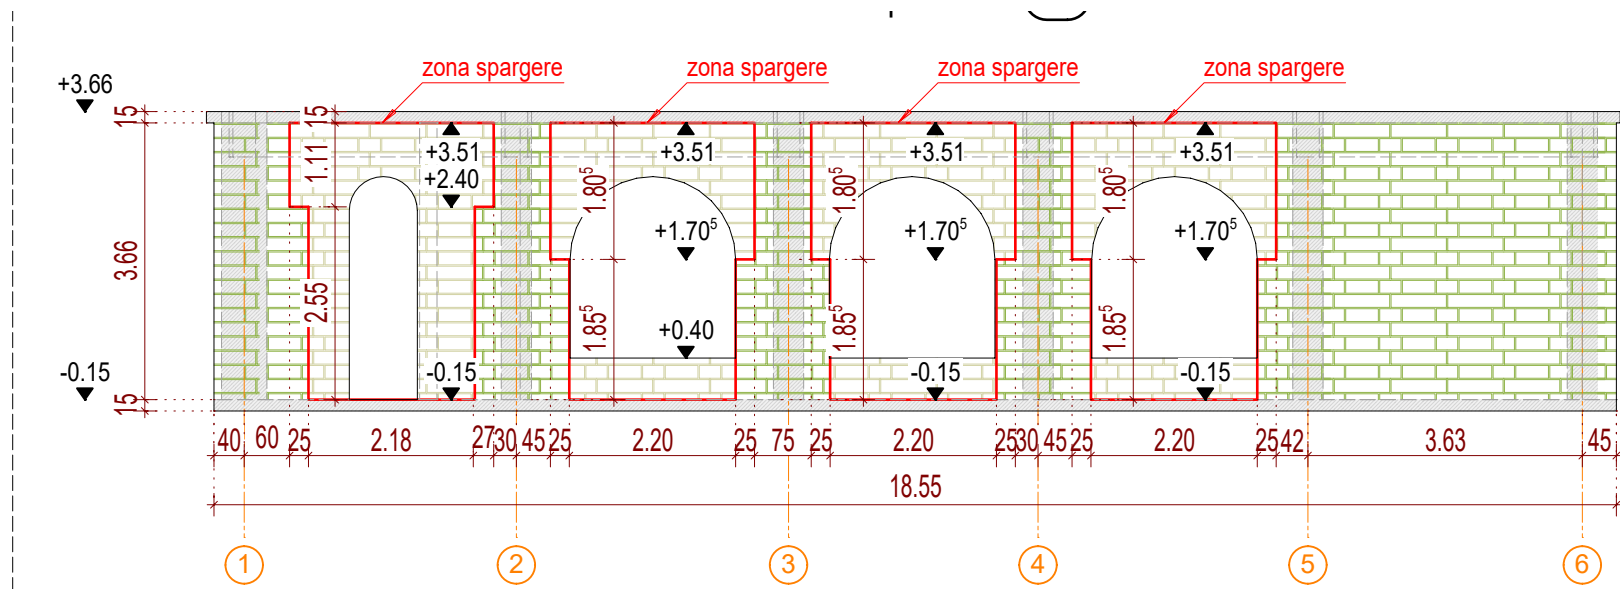 zona spargere zona spargere zona spargere zona spargere
+3.66
15 15
+3.51 +3.51 +3.51 +3.51
1.11 +2.40 1.80⁵ 1.80⁵ 1.80⁵
+1.70⁵ +1.70⁵ +1.70⁵
3.66 2.55 1.85⁵ 1.85⁵ 1.85⁵
+0.40
-0.15 -0.15 -0.15 -0.15
15
40 60 25 2.18 27 30 45 25 2.20 25 75 25 2.20 25 30 45 25 2.20 25 42 3.63 45
18.55
1 2 3 4 5 6